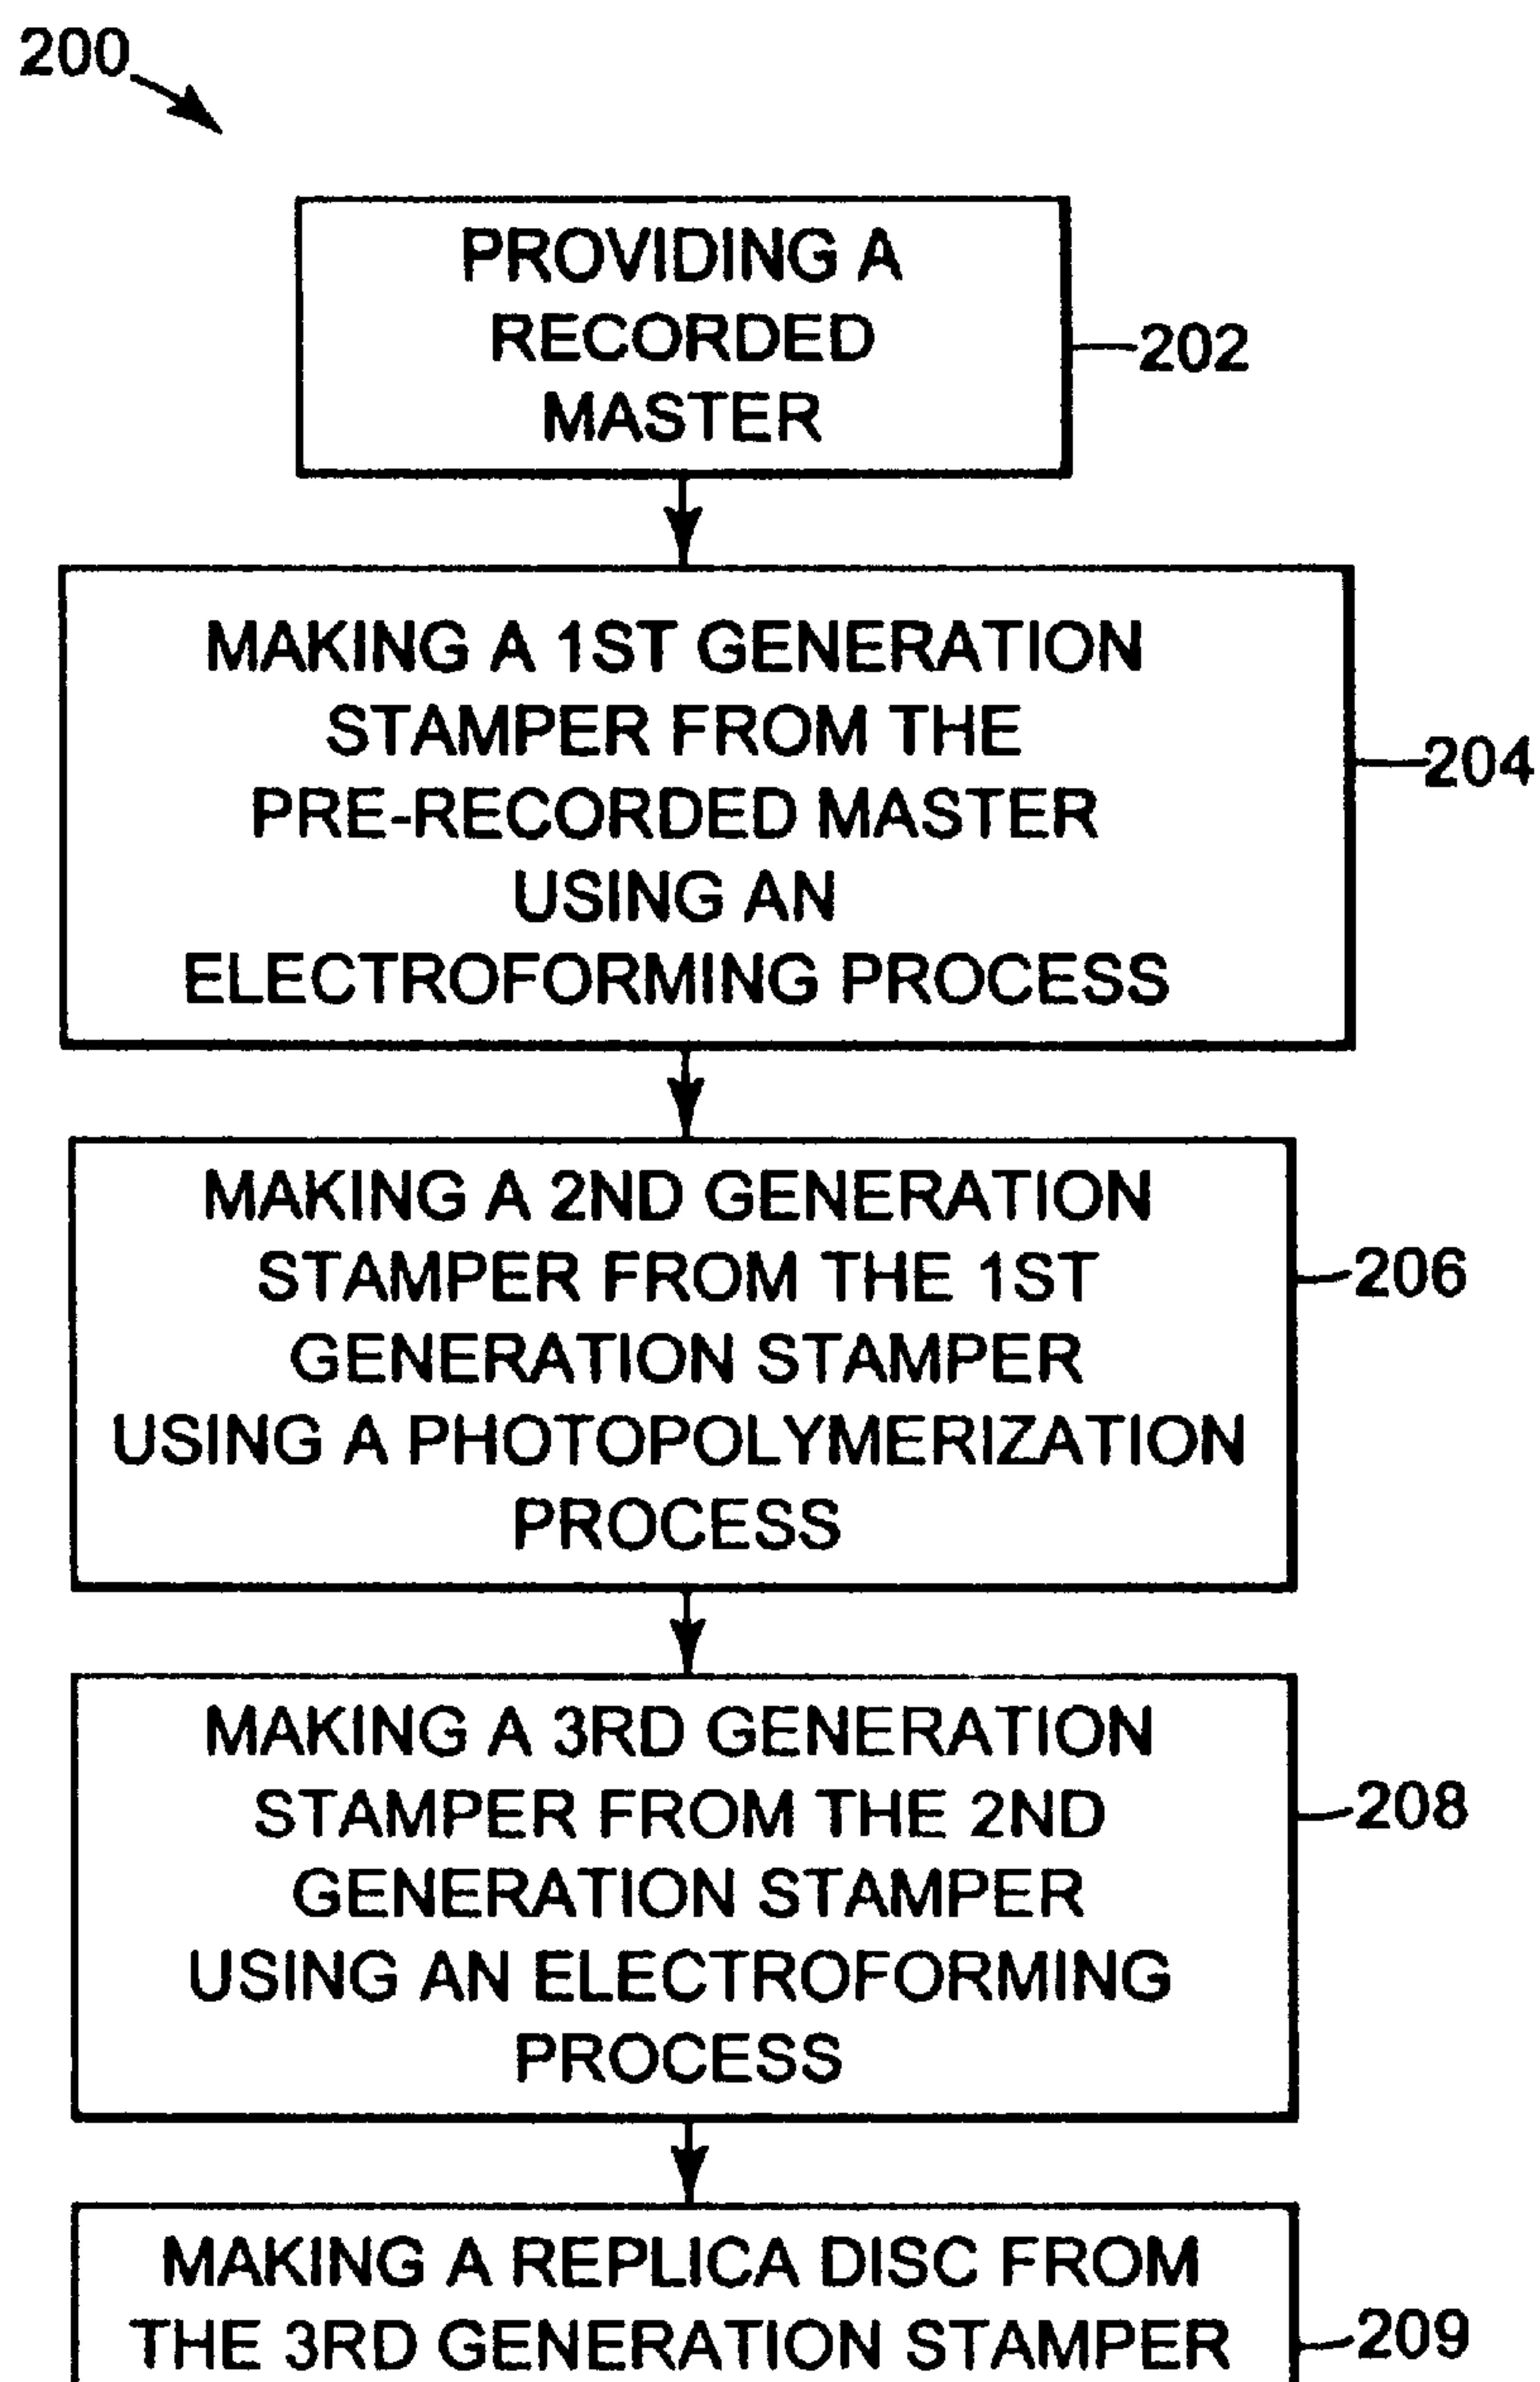 200
PROVIDING A
RECORDED
MASTER
202
MAKING A 1ST GENERATION
STAMPER FROM THE
PRE-RECORDED MASTER
USING AN
ELECTROFORMING PROCESS
204
MAKING A 2ND GENERATION
STAMPER FROM THE 1ST
GENERATION STAMPER
USING A PHOTOPOLYMERIZATION
PROCESS
206
MAKING A 3RD GENERATION
STAMPER FROM THE 2ND
GENERATION STAMPER
USING AN ELECTROFORMING
PROCESS
208
MAKING A REPLICA DISC FROM
THE 3RD GENERATION STAMPER
209